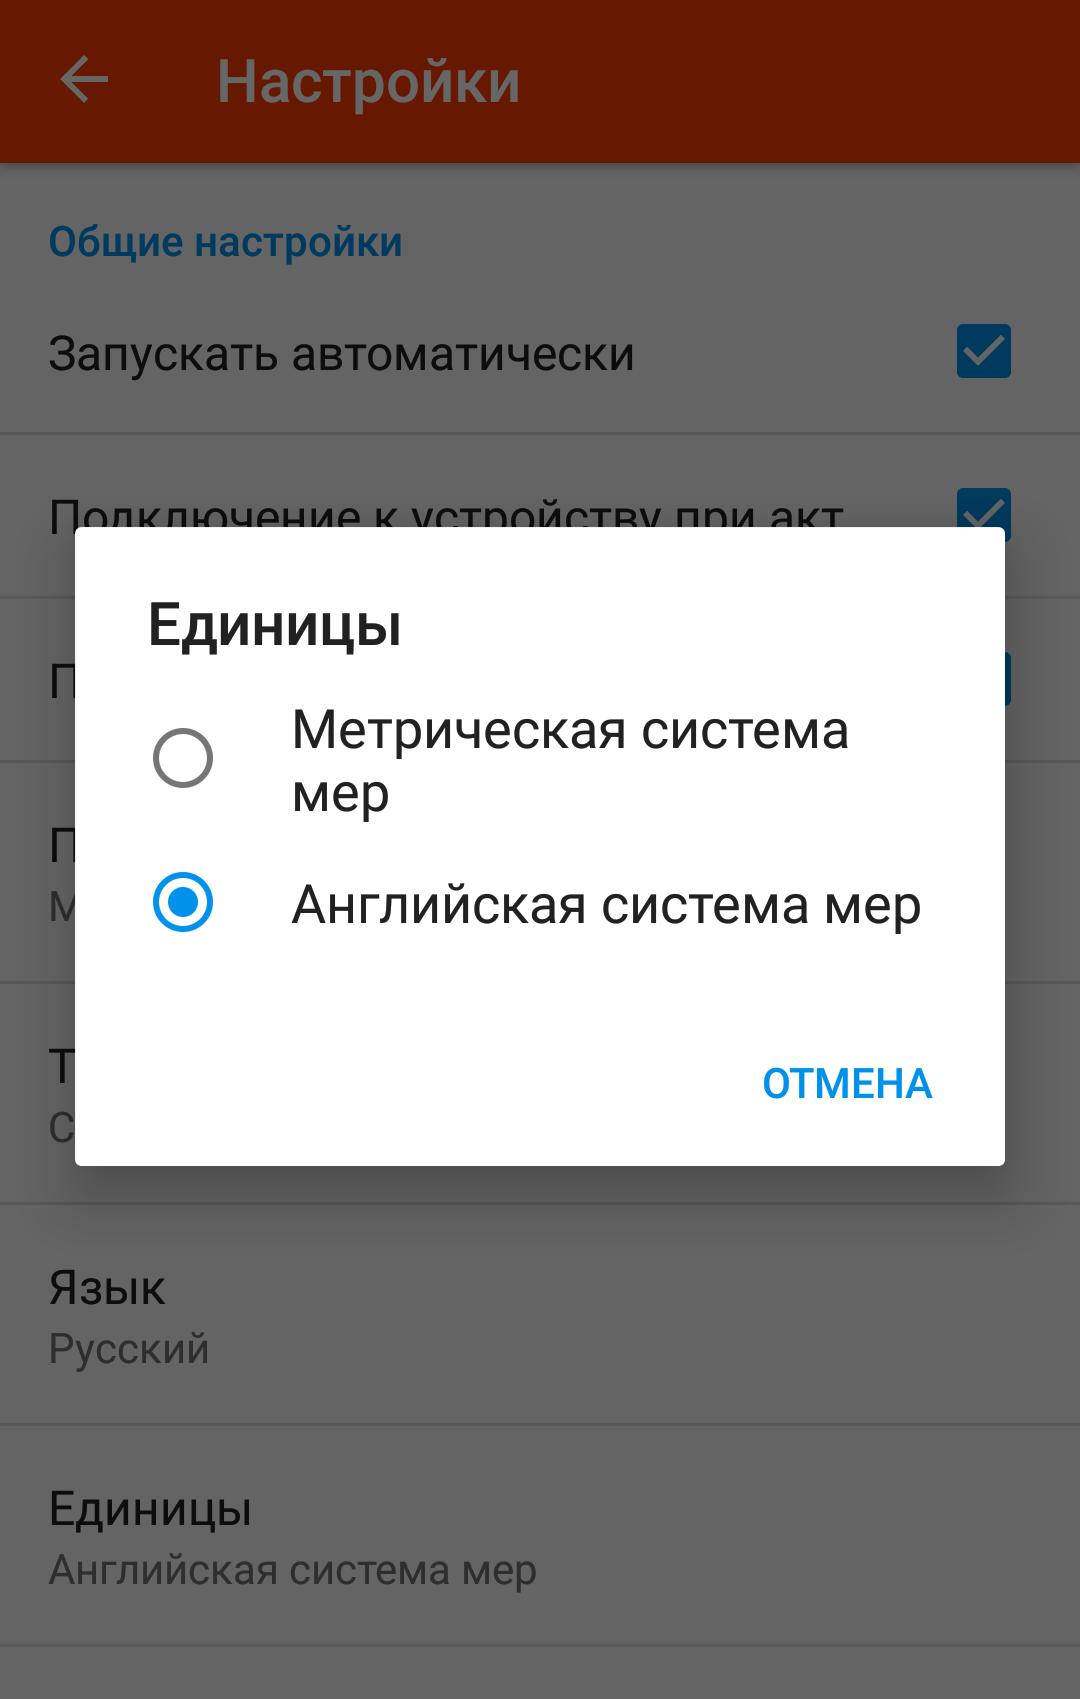 Настройки
Общие настройки
Запускать автоматически
Подключение к устройству при акт
Единицы
Метрическая система
мер
Английская система мер
ОТМЕНА
Язык
Русский
Единицы
Английская система мер